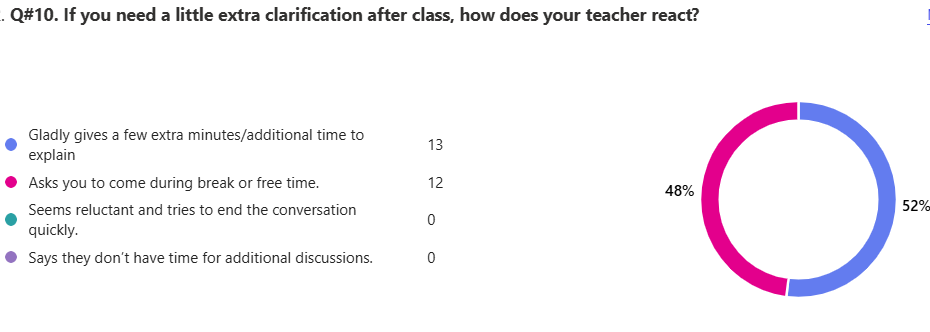 . Q#10. If you need a little extra clarification after class, how does your teacher react?
Gladly gives a few extra minutes/additional time to
explain
13
Asks you to come during break or free time.
12
Seems reluctant and tries to end the conversation
quickly.
0
Says they don't have time for additional discussions.
0
48%
52%